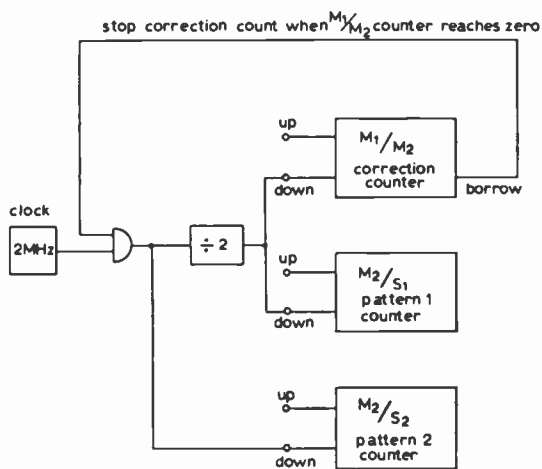 stop correction count when M1/M2 counter reaches zero
up
M1/M2
correction
counter
down
borrow
clock
2MHz
÷ 2
up
M2/S1
pattern 1
counter
down
up
M2/S2
pattern 2
counter
down